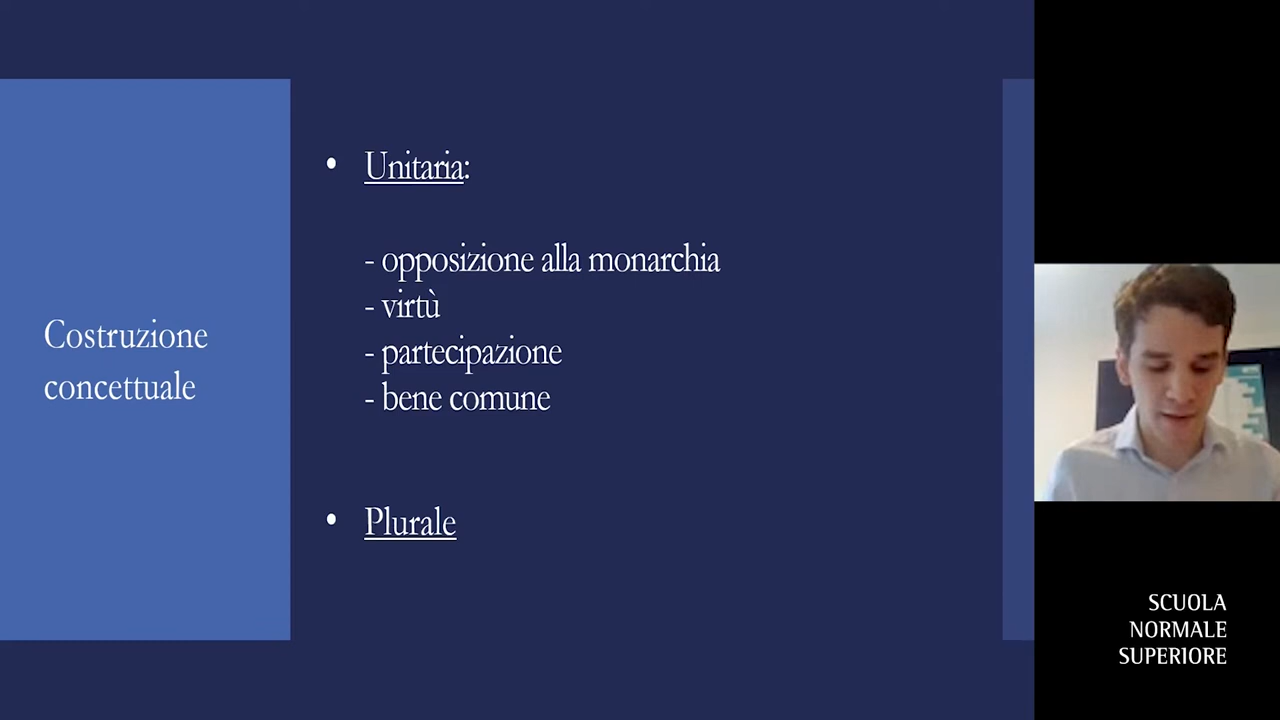 Costruzione
concettuale
• Unitaria:
- opposizione alla monarchia
- virtù
- partecipazione
- bene comune
• Plurale
SCUOLA
NORMALE
SUPERIORE